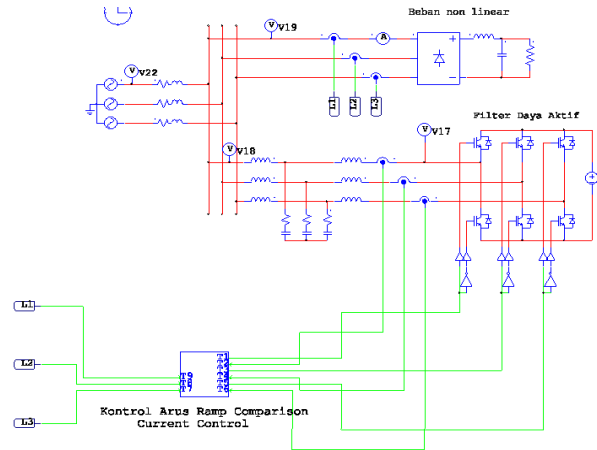 Beban non linear
V
V19
A
V
V22
L1
L2
L3
Filter Daya Aktif
V
V17
V
V18
L1
L2
L3
Kontrol Arus Ramp Comparison
Current Control